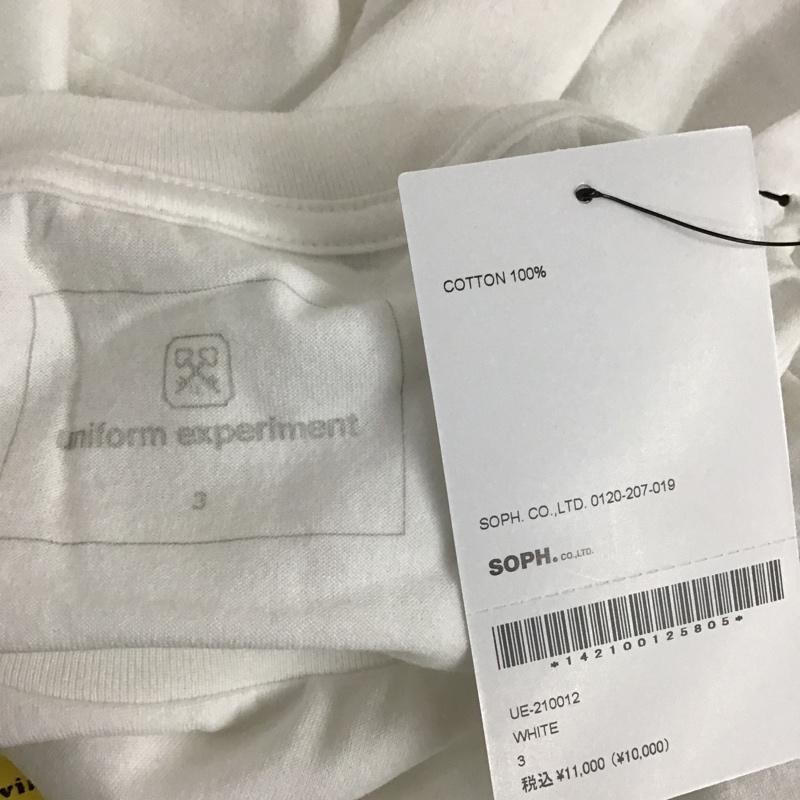 uniform experiment
3
COTTON 100%
SOPH. CO.,LTD. 0120-207-019
SOPH. CO.,LTD.
*142100125805*
UE-210012
WHITE
3
税込 ¥11,000 (¥10,000)